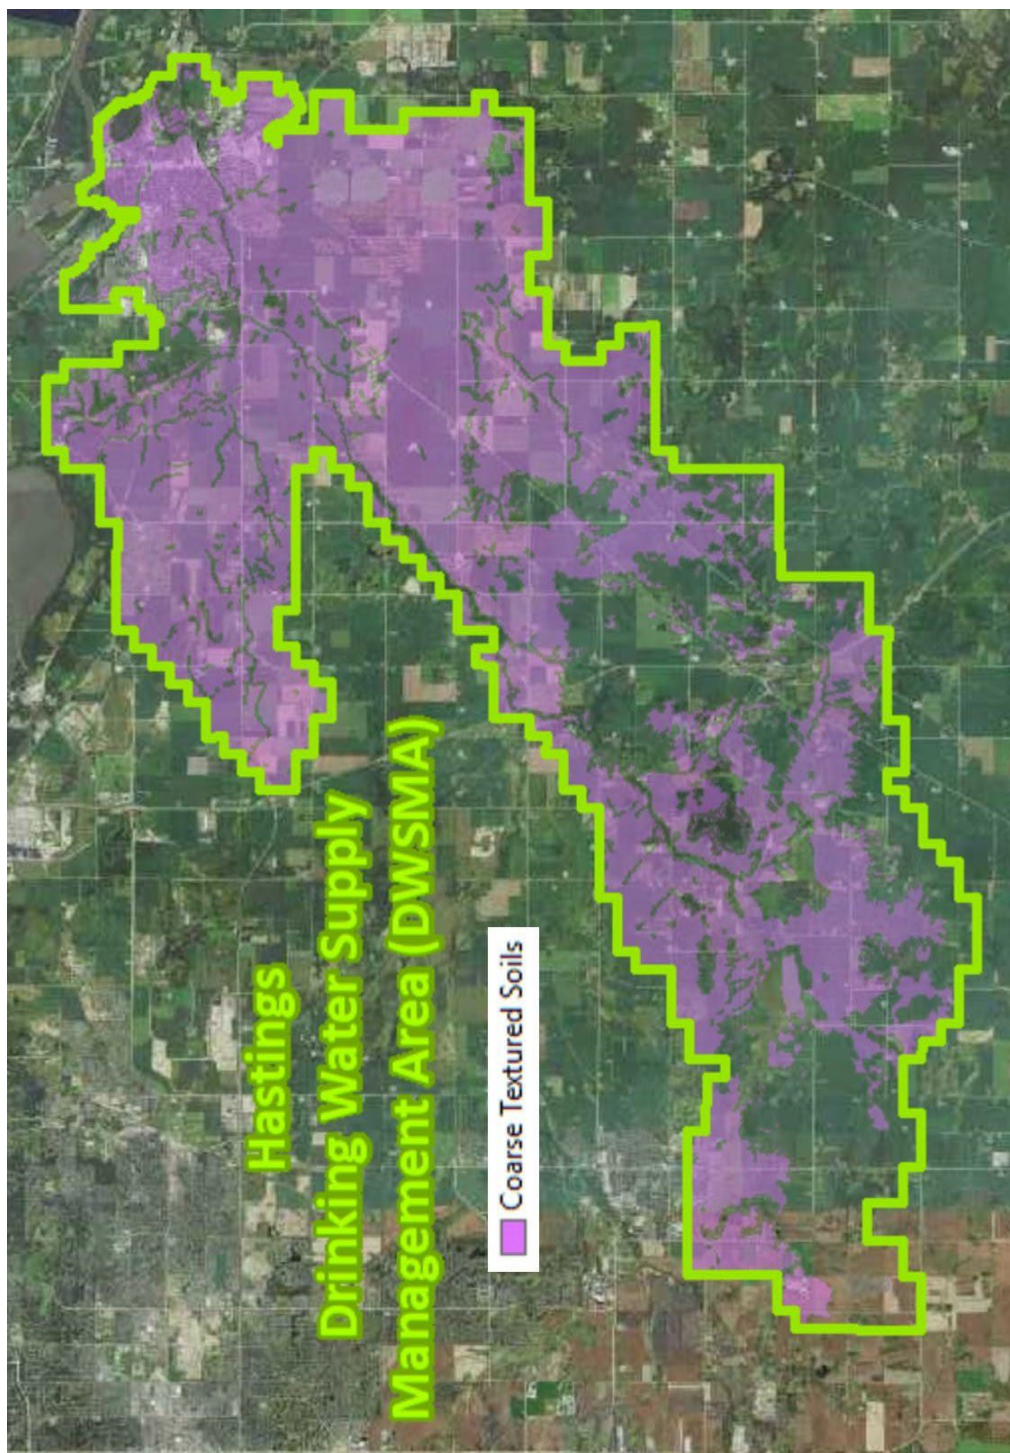 Hastings
Drinking Water Supply
Management Area (DWSMA)
Coarse Textured Soils